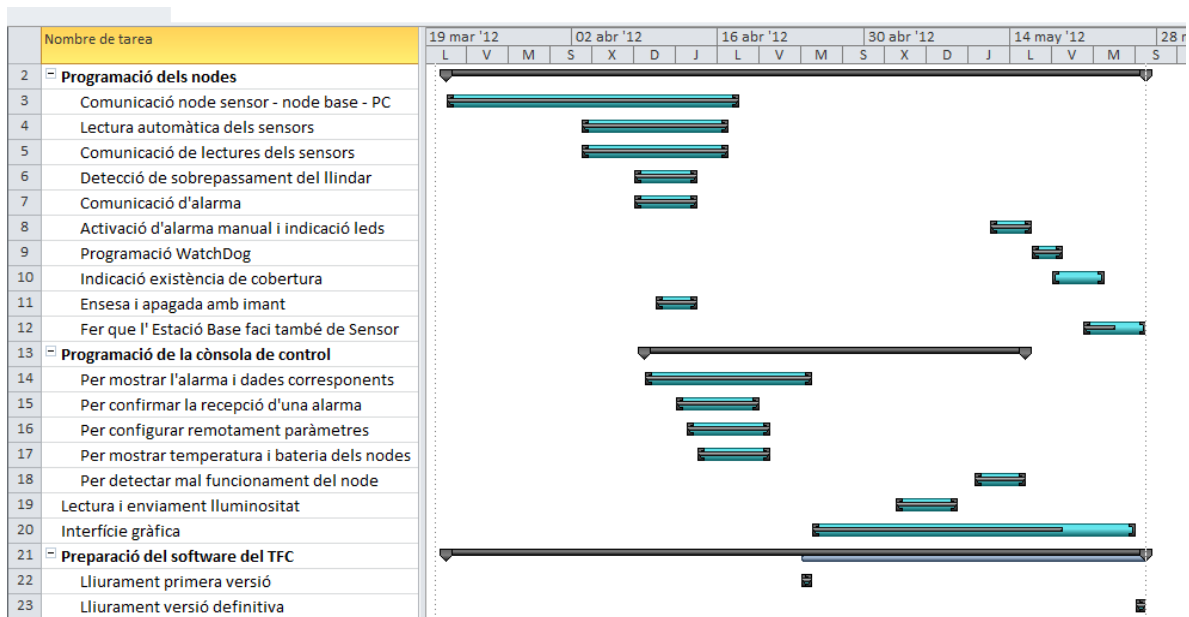 Nombre de tarea
19 mar '12 02 abr '12 16 abr '12 30 abr '12 14 may '12 28
L V M S X D J L V M S X D J L V M S
2 Programació dels nodes
3 Comunicació node sensor - node base - PC
4 Lectura automàtica dels sensors
5 Comunicació de lectures dels sensors
6 Detecció de sobrepassament del llindar
7 Comunicació d'alarma
8 Activació d'alarma manual i indicació leds
9 Programació WatchDog
10 Indicació existència de cobertura
11 Ensesa i apagada amb imant
12 Fer que l' Estació Base faci també de Sensor
13 Programació de la cònsola de control
14 Per mostrar l'alarma i dades corresponents
15 Per confirmar la recepció d'una alarma
16 Per configurar remotament paràmetres
17 Per mostrar temperatura i bateria dels nodes
18 Per detectar mal funcionament del node
19 Lectura i enviament lluminositat
20 Interfície gràfica
21 Preparació del software del TFC
22 Lliurament primera versió
23 Lliurament versió definitiva